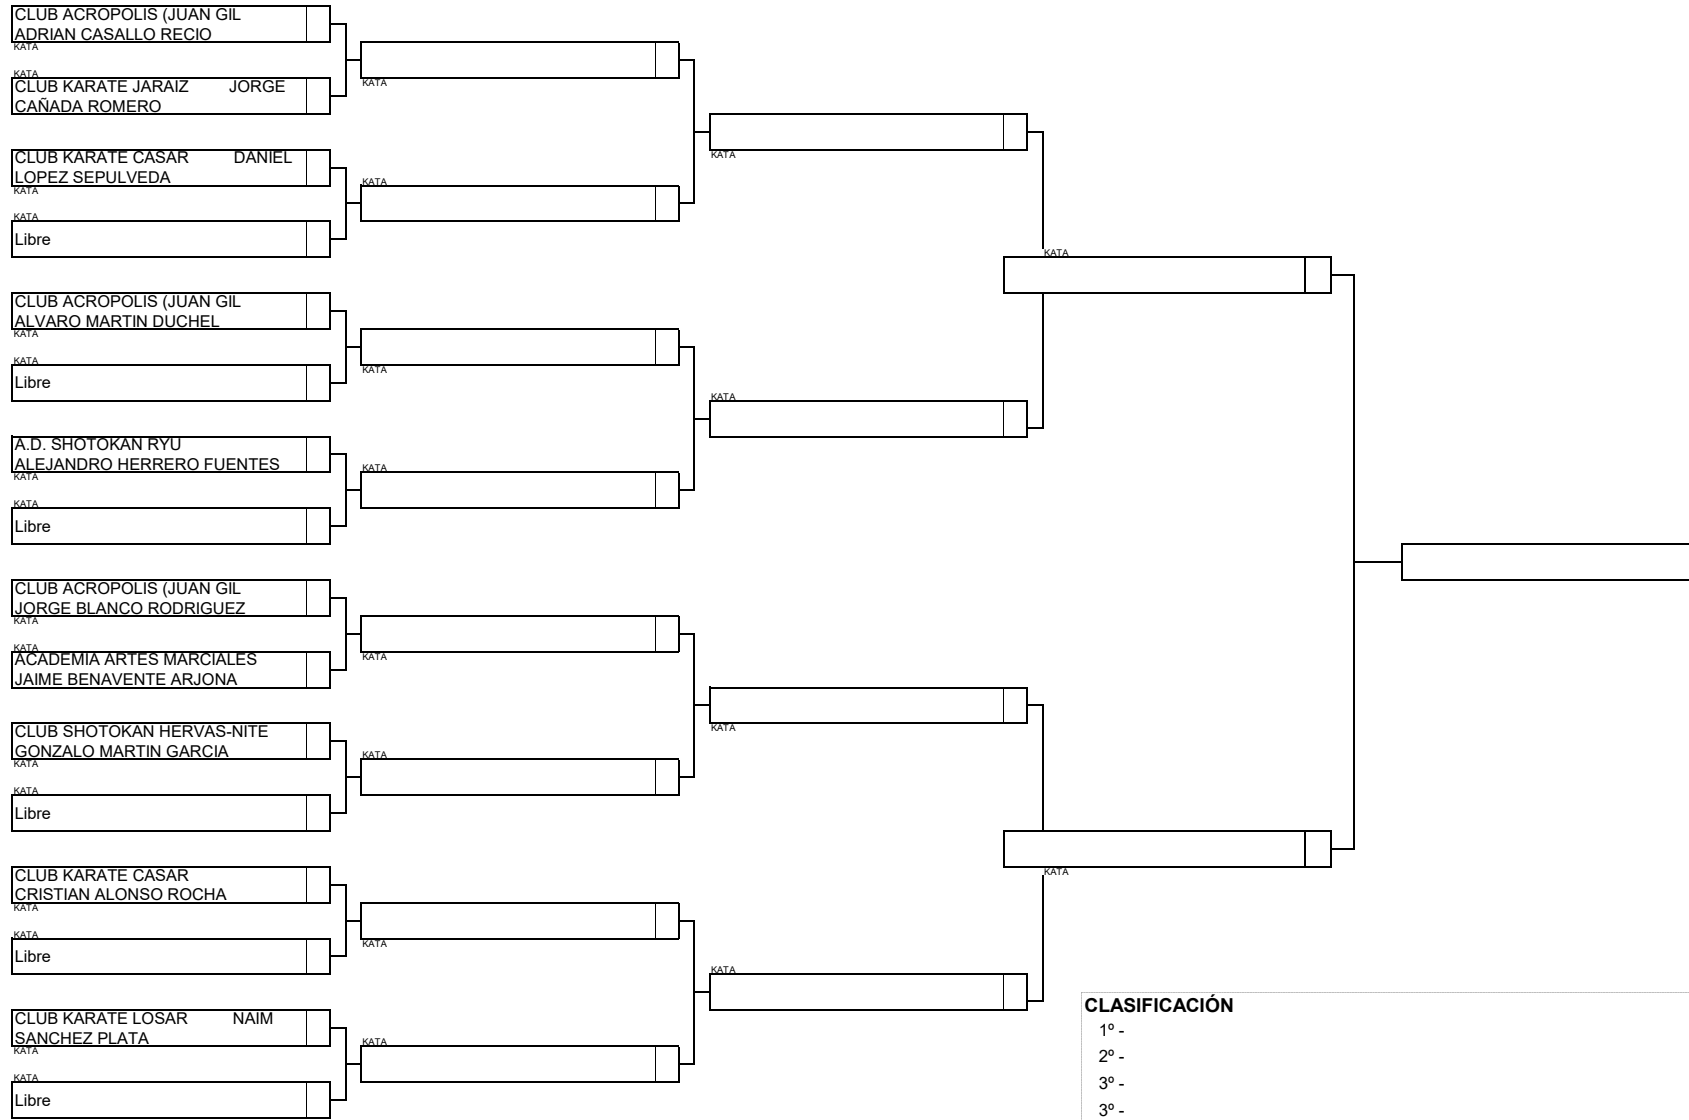 CLUB ACROPOLIS (JUAN GIL
ADRIAN CASALLO RECIO
KATA
KATA
CLUB KARATE JARAIZ JORGE
CAÑADA ROMERO
CLUB KARATE CASAR DANIEL
LOPEZ SEPULVEDA
KATA
KATA
Libre
CLUB ACROPOLIS (JUAN GIL
ALVARO MARTIN DUCHEL
KATA
KATA
Libre
A.D. SHOTOKAN RYU
ALEJANDRO HERRERO FUENTES
KATA
KATA
Libre
CLUB ACROPOLIS (JUAN GIL
JORGE BLANCO RODRIGUEZ
KATA
KATA
ACADEMIA ARTES MARCIALES
JAIME BENAVENTE ARJONA
CLUB SHOTOKAN HERVAS-NITE
GONZALO MARTIN GARCIA
KATA
KATA
Libre
CLUB KARATE CASAR
CRISTIAN ALONSO ROCHA
KATA
KATA
Libre
CLUB KARATE LOSAR NAIM
SANCHEZ PLATA
KATA
KATA
Libre
KATA
KATA
KATA
KATA
KATA
KATA
KATA
KATA
KATA
KATA
KATA
KATA
KATA
KATA
CLASIFICACIÓN
1º -
2º -
3º -
3º -